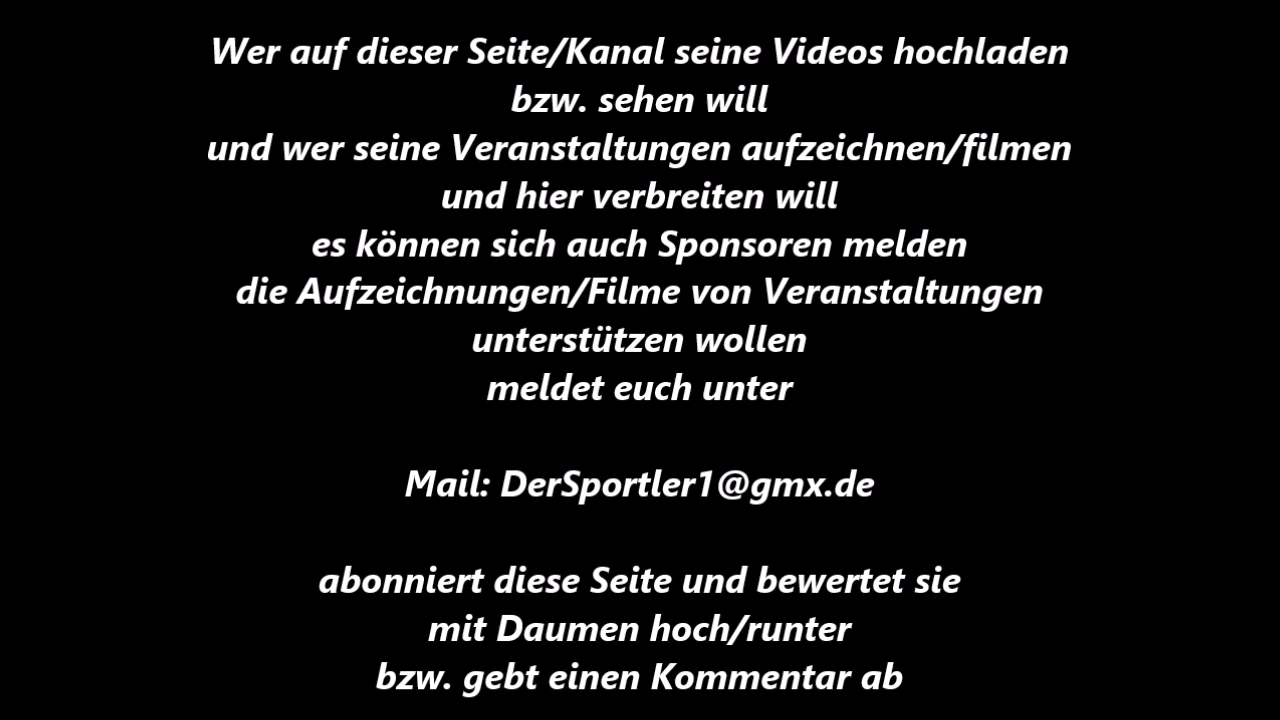 Wer auf dieser Seite/Kanal seine Videos hochladen
bzw. sehen will
und wer seine Veranstaltungen aufzeichnen/filmen
und hier verbreiten will
es können sich auch Sponsoren melden
die Aufzeichnungen/Filme von Veranstaltungen
unterstützen wollen
meldet euch unter
Mail: DerSportler1@gmx.de
abonniert diese Seite und bewertet sie
mit Daumen hoch/runter
bzw. gebt einen Kommentar ab